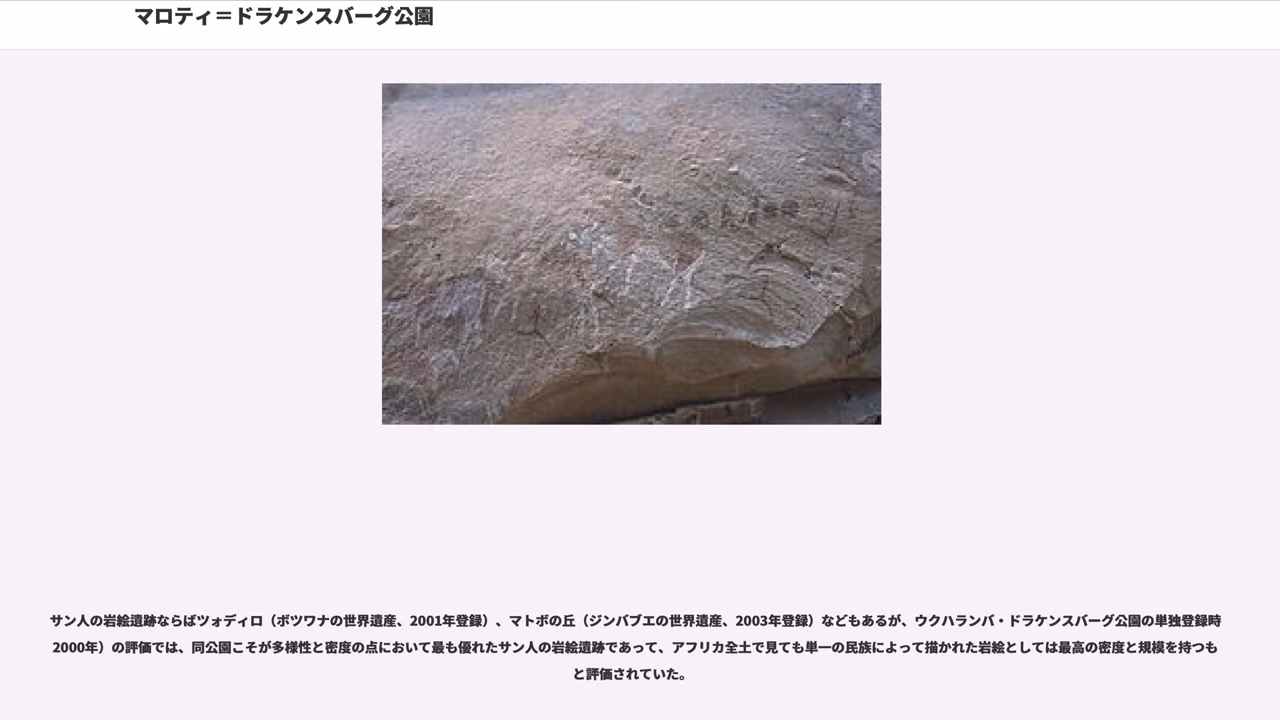 マロティ＝ドラケンスバーグ公園
サン人の岩絵遺跡ならばツォディロ（ボツワナの世界遺産、2001年登録）、マトボの丘（ジンバブエの世界遺産、2003年登録）などもあるが、ウクハランバ・ドラケンスバーグ公園の単独登録時
2000年）の評価では、同公園こそが多様性と密度の点において最も優れたサン人の岩絵遺跡であって、アフリカ全土で見ても単一の民族によって描かれた岩絵としては最高の密度と規模を持つも
と評価されていた。